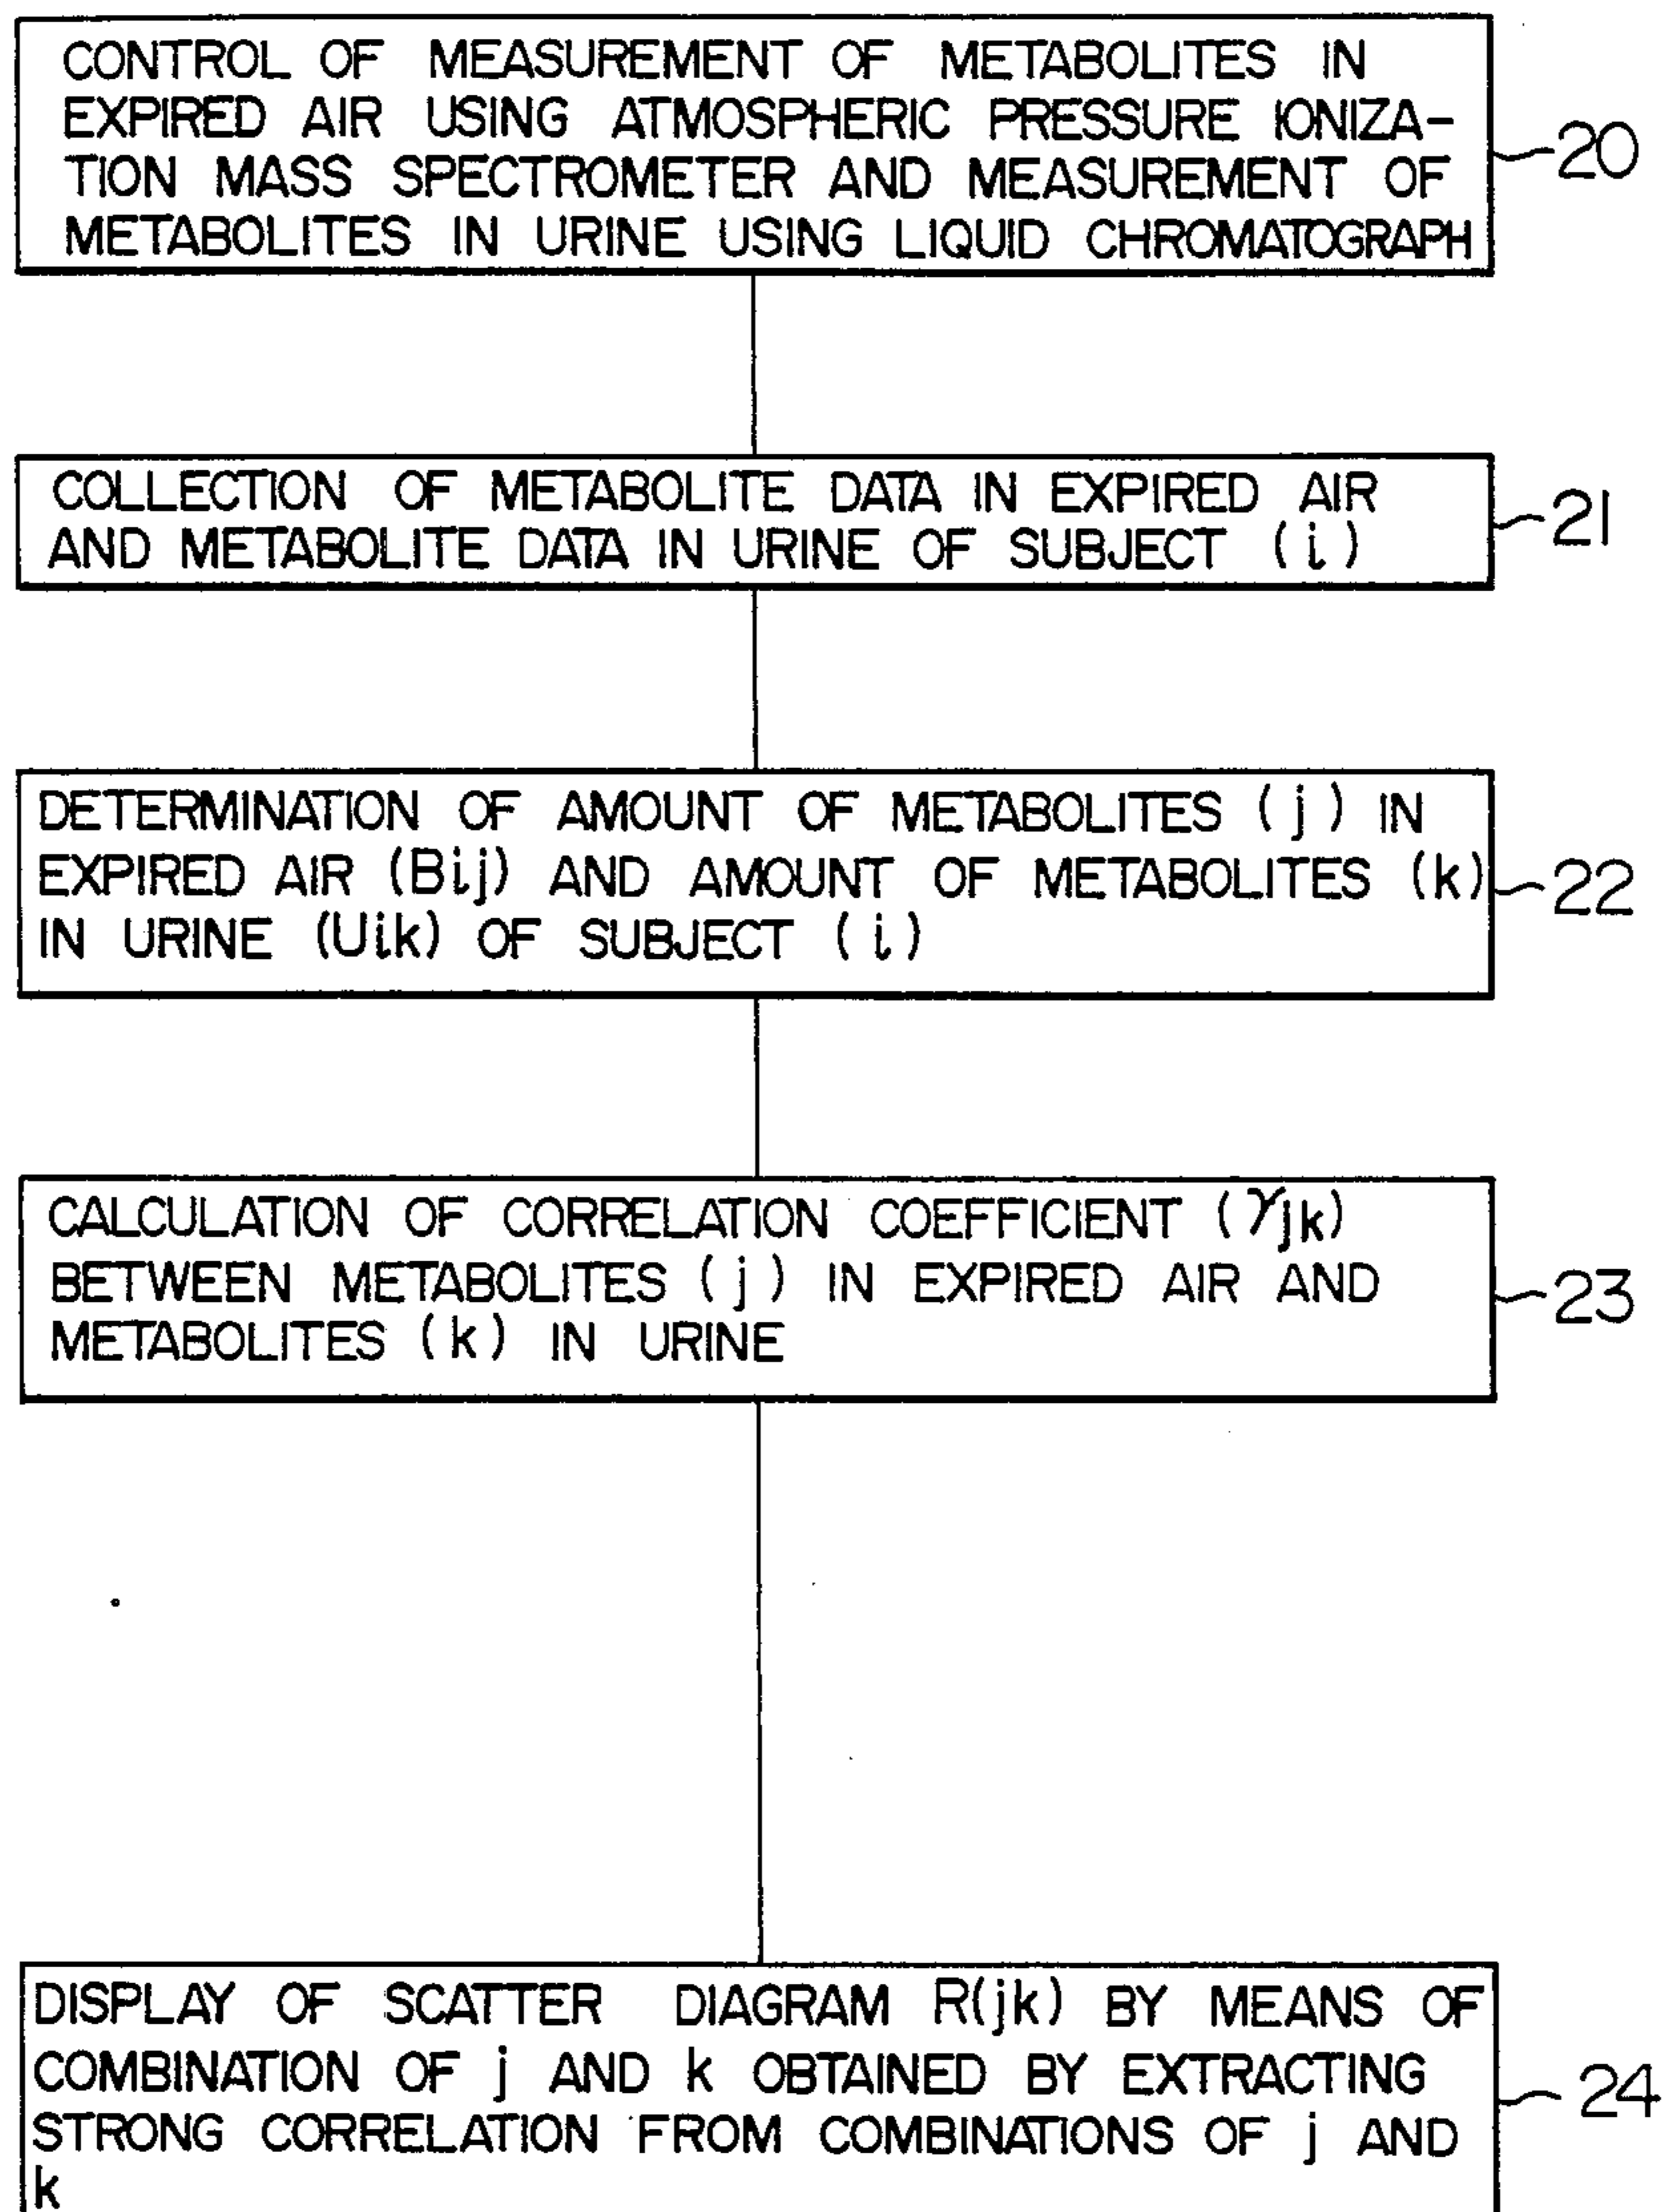 CONTROL OF MEASUREMENT OF METABOLITES IN
EXPIRED AIR USING ATMOSPHERIC PRESSURE IONIZA-
TION MASS SPECTROMETER AND MEASUREMENT OF
METABOLITES IN URINE USING LIQUID CHROMATOGRAPH
20
COLLECTION OF METABOLITE DATA IN EXPIRED AIR
AND METABOLITE DATA IN URINE OF SUBJECT (i)
21
DETERMINATION OF AMOUNT OF METABOLITES (j) IN
EXPIRED AIR (Bij) AND AMOUNT OF METABOLITES (k)
IN URINE (Uik) OF SUBJECT (i)
22
CALCULATION OF CORRELATION COEFFICIENT (γjk)
BETWEEN METABOLITES (j) IN EXPIRED AIR AND
METABOLITES (k) IN URINE
23
DISPLAY OF SCATTER DIAGRAM R(jk) BY MEANS OF
COMBINATION OF j AND k OBTAINED BY EXTRACTING
STRONG CORRELATION FROM COMBINATIONS OF j AND
k
24